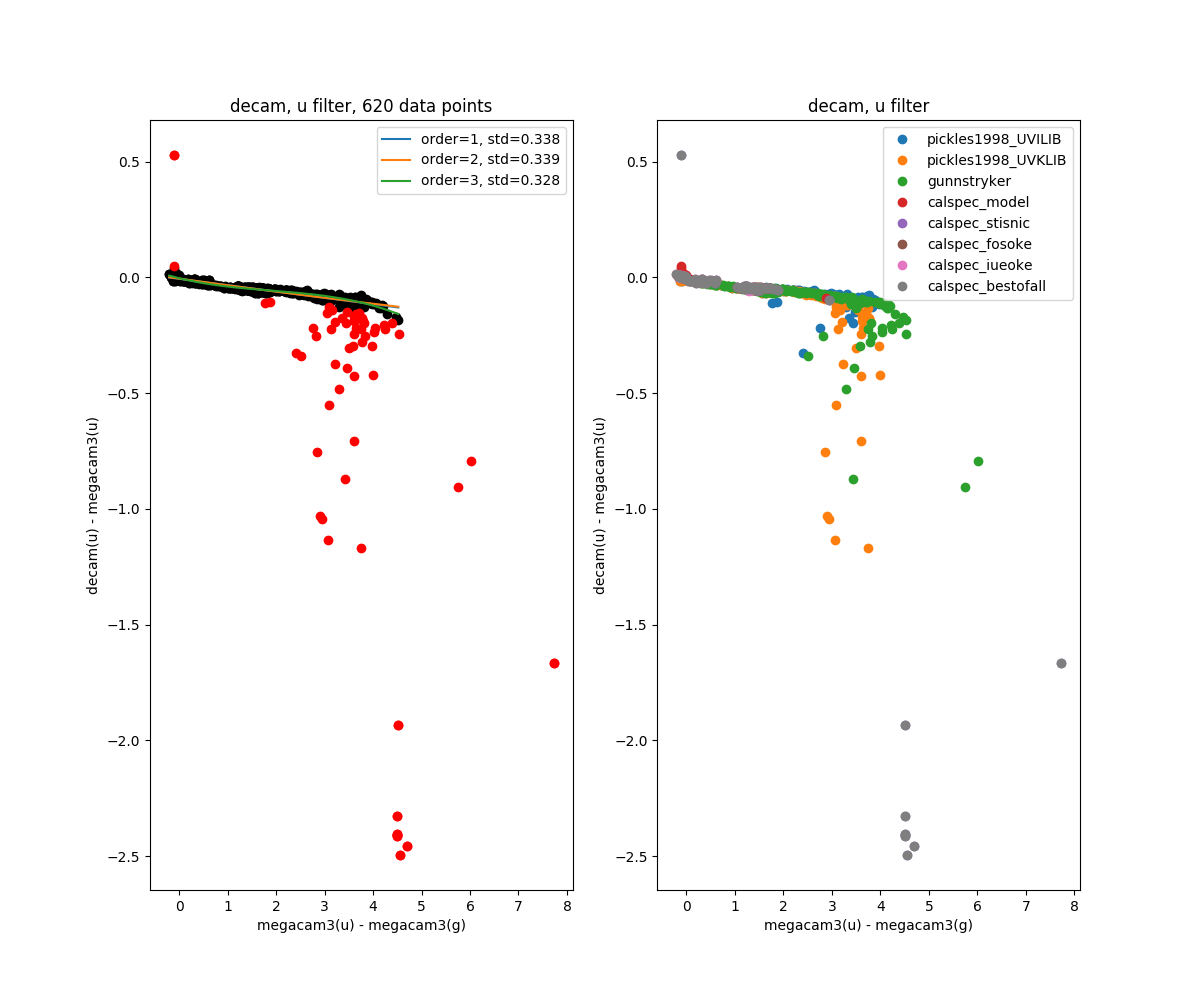 decam, u filter, 620 data points
order=1, std=0.338
order=2, std=0.339
order=3, std=0.328
0.5
0.0
−0.5
−1.0
−1.5
−2.0
−2.5
decam(u) - megacam3(u)
0 1 2 3 4 5 6 7 8
megacam3(u) - megacam3(g)
decam, u filter
pickles1998_UVILIB
pickles1998_UVKLIB
gunnstryker
calspec_model
calspec_stisnic
calspec_fosoke
calspec_iueoke
calspec_bestofall
0.5
0.0
−0.5
−1.0
−1.5
−2.0
−2.5
decam(u) - megacam3(u)
0 1 2 3 4 5 6 7 8
megacam3(u) - megacam3(g)